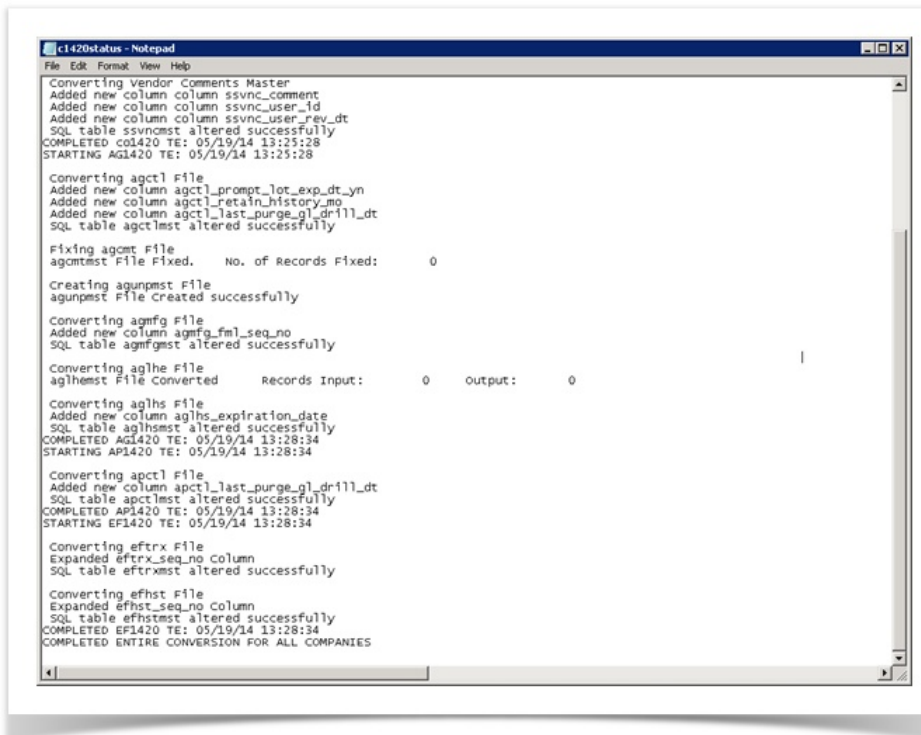 c1420status - Notepad
File Edit Format View Help
Converting Vendor Comments Master
Added new column column ssvnc_comment
Added new column column ssvnc_user_id
Added new column column ssvnc_user_rev_dt
SQL table ssvncmst altered successfully
COMPLETED co1420 TE: 05/19/14 13:25:28
STARTING AG1420 TE: 05/19/14 13:25:28
Converting agctl File
Added new column agctl_prompt_lot_exp_dt_yn
Added new column agctl_retain_history_mo
Added new column agctl_last_purge_gl_drill_dt
SQL table agctlmst altered successfully
Fixing agcmt File
agcmtmst File Fixed. No. of Records Fixed: 0
Creating agunpmst File
agunpmst File Created successfully
Converting agmfg File
Added new column agmfg_fml_seq_no
SQL table agmfgmst altered successfully
Converting aglhe File
aglhemst File Converted Records Input: 0 Output: 0
Converting aglhs File
Added new column aglhs_expiration_date
SQL table aglhsmst altered successfully
COMPLETED AG1420 TE: 05/19/14 13:28:34
STARTING AP1420 TE: 05/19/14 13:28:34
Converting apctl File
Added new column apctl_last_purge_gl_drill_dt
SQL table apctlmst altered successfully
COMPLETED AP1420 TE: 05/19/14 13:28:34
STARTING EF1420 TE: 05/19/14 13:28:34
Converting eftrx File
Expanded eftrx_seq_no Column
SQL table eftrxmst altered successfully
Converting efhst File
Expanded efhst_seq_no Column
SQL table efhstmst altered successfully
COMPLETED EF1420 TE: 05/19/14 13:28:34
COMPLETED ENTIRE CONVERSION FOR ALL COMPANIES